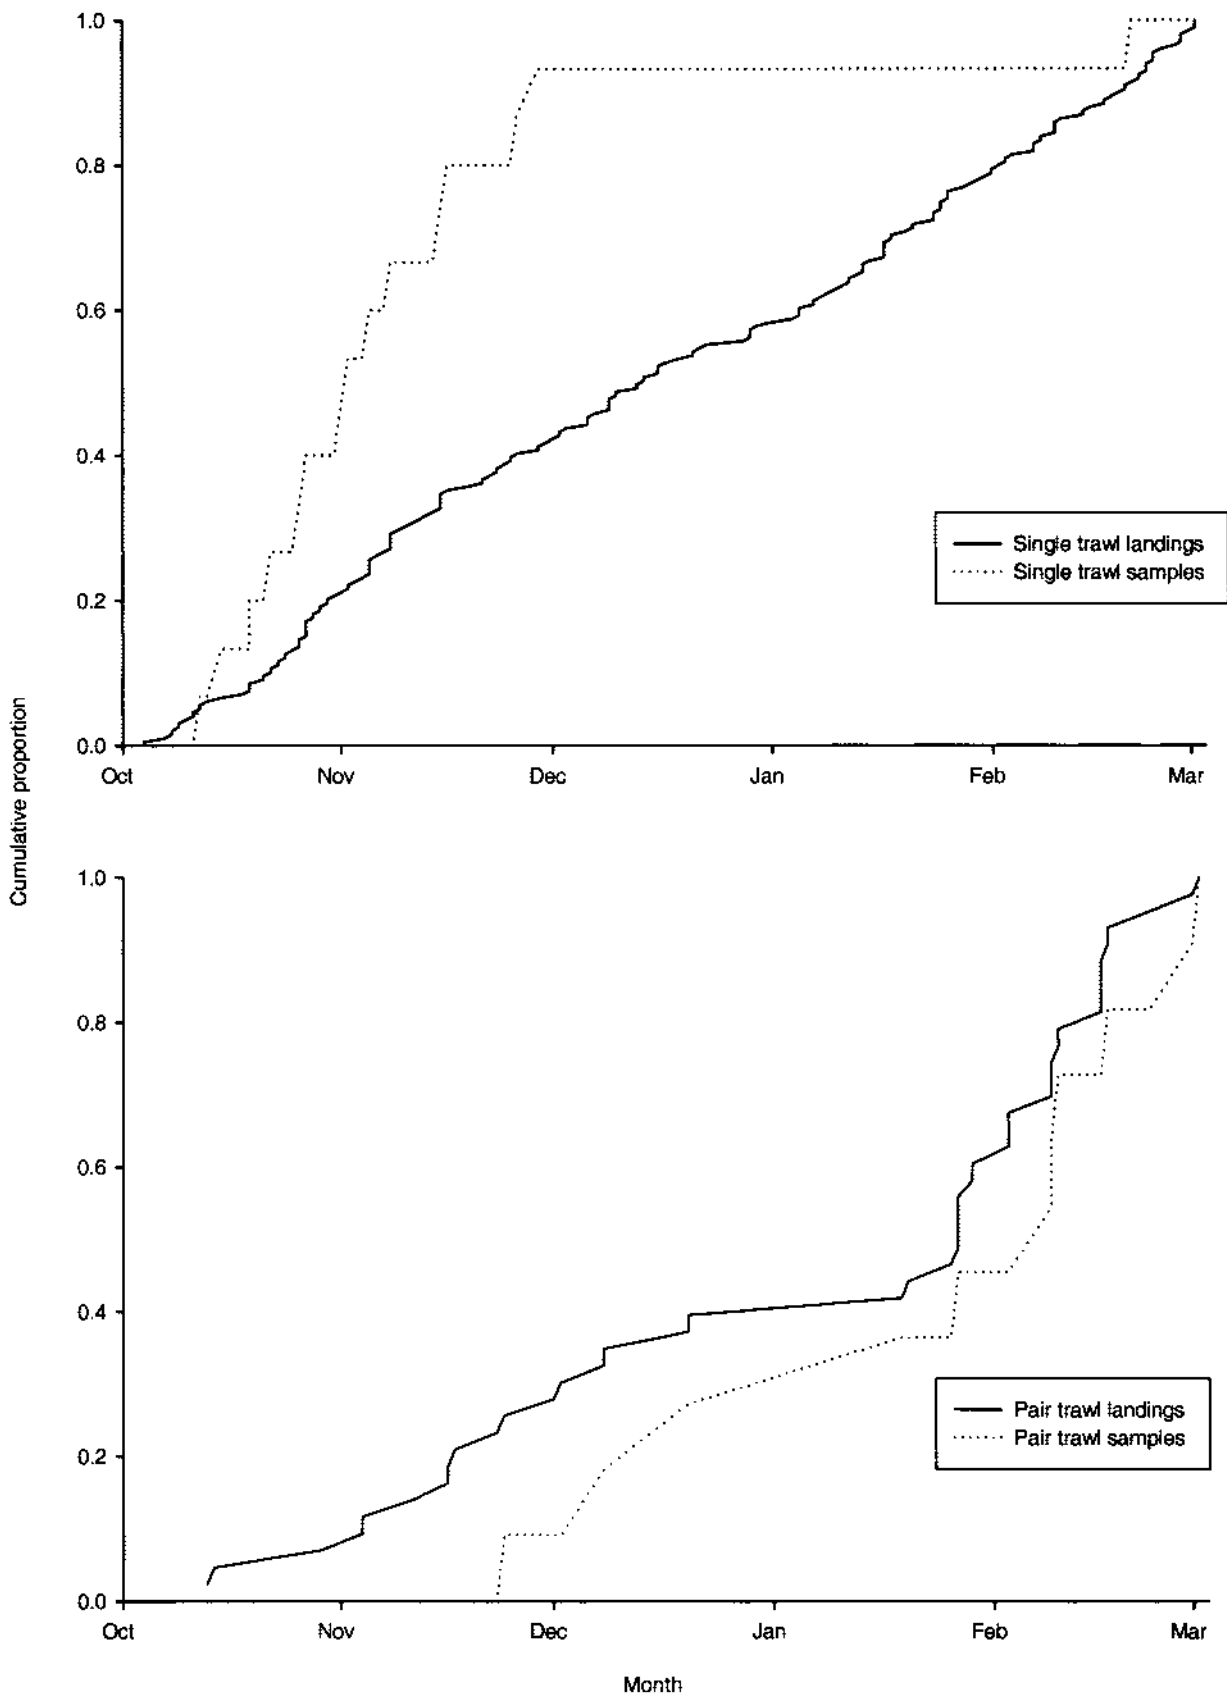 1.0
0.8
0.6
0.4
0.2
0.0
Oct Nov Dec Jan Feb Mar
Single trawl landings
Single trawl samples
Cumulative proportion
1.0
0.8
0.6
0.4
0.2
0.0
Oct Nov Dec Jan Feb Mar
Pair trawl landings
Pair trawl samples
Month